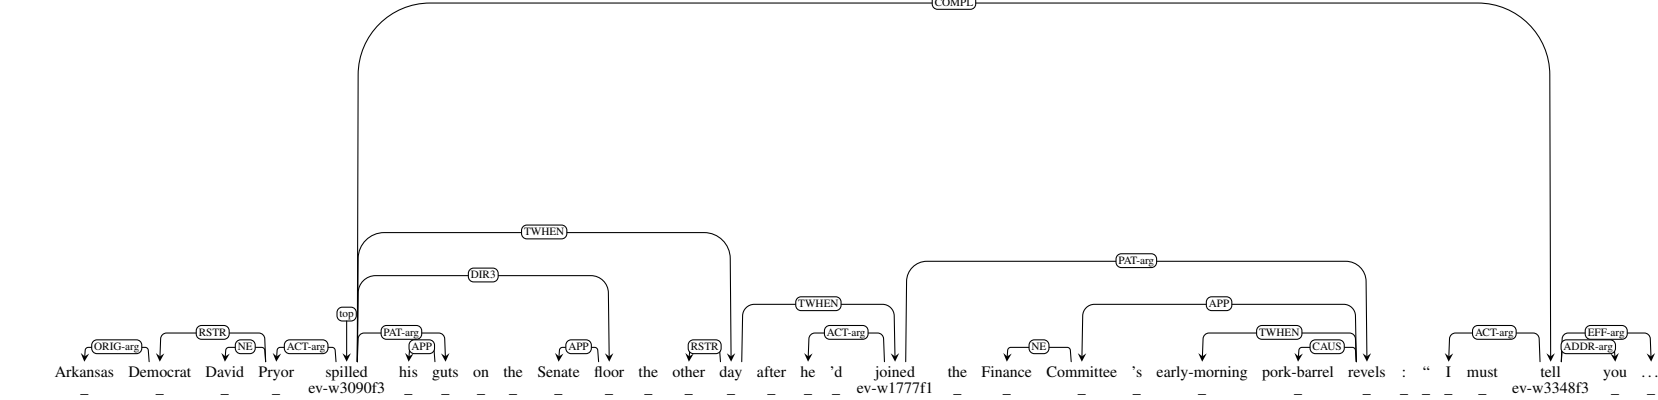 COMPL
TWHEN
PAT-arg
DIR3
TWHEN APP
top
RSTR PAT-arg ACT-arg TWHEN ACT-arg EFF-arg
ORIG-arg NE ACT-arg APP APP RSTR NE CAUS ADDR-arg
Arkansas Democrat David Pryor spilled his guts on the Senate floor the other day after he 'd joined the Finance Committee 's early-morning pork-barrel revels : “ I must tell you ...
ev-w3090f3 ev-w1777f1 ev-w3348f3
_ _ _ _ _ _ _ _ _ _ _ _ _ _ _ _ _ _ _ _ _ _ _ _ _ _ _ _ _